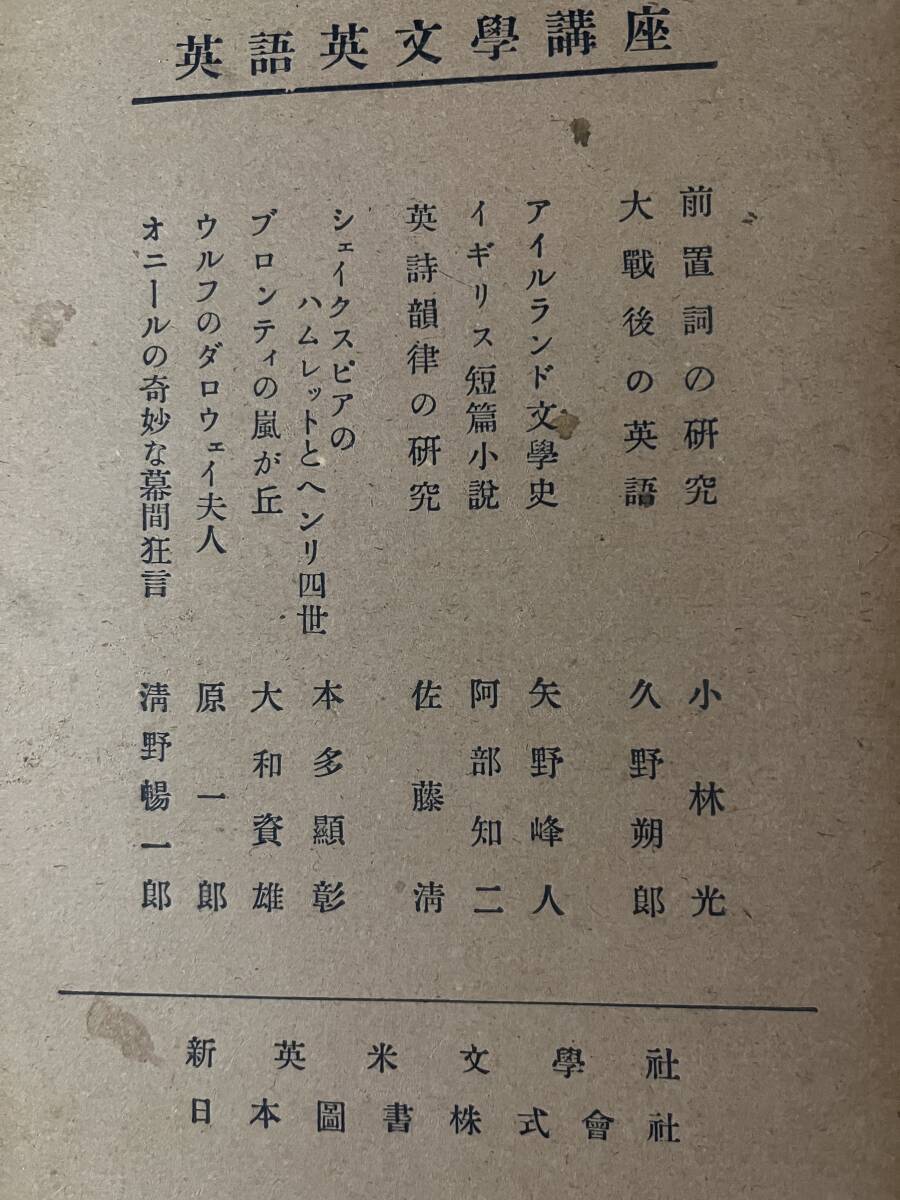 英語英文學講座
前置詞の研究 小林光
大戰後の英語 久野朔郎
アイルランド文學史 矢野峰人
イギリス短篇小說 阿部知二
英詩韻律の研究 佐藤淸
シェイクスピアの
ハムレットとヘンリ四世 本多顯彰
ブロンティの嵐が丘 大和資雄
ウルフのダロウェイ夫人 原一郎
オニールの奇妙な幕間狂言 淸野暢一郎
新英米文學社
日本圖書株式會社